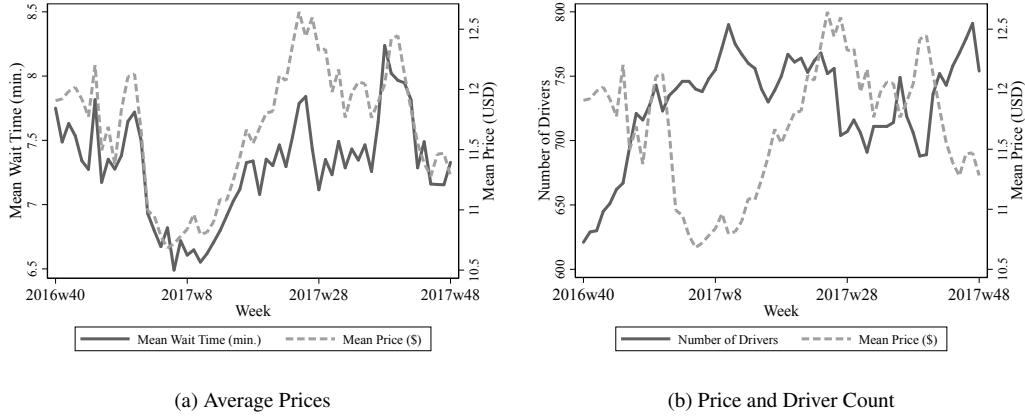 8.5
8
7.5
7
6.5
Mean Wait Time (min.)
12.5
12
11.5
11
10.5
Mean Price (USD)
2016w40
2017w8
2017w28
2017w48
Week
Mean Wait Time (min.)
Mean Price ($)
(a) Average Prices
800
750
700
650
600
Number of Drivers
12.5
12
11.5
11
10.5
Mean Price (USD)
2016w40
2017w8
2017w28
2017w48
Week
Number of Drivers
Mean Price ($)
(b) Price and Driver Count